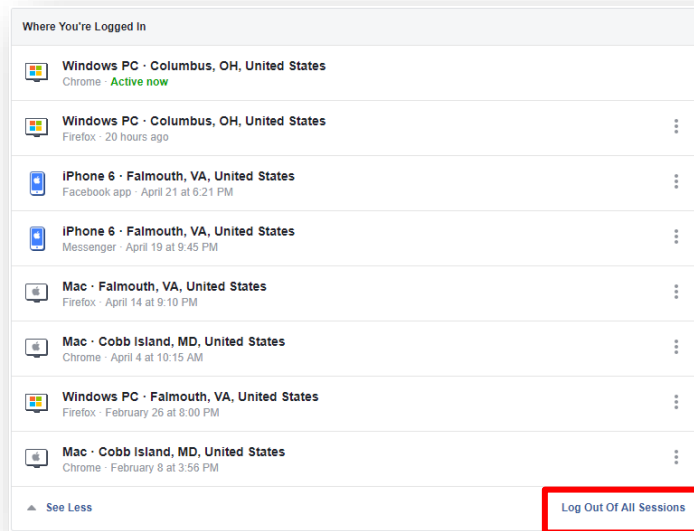 Where You're Logged In
Windows PC · Columbus, OH, United States
Chrome · Active now
Windows PC · Columbus, OH, United States
Firefox · 20 hours ago
iPhone 6 · Falmouth, VA, United States
Facebook app · April 21 at 6:21 PM
iPhone 6 · Falmouth, VA, United States
Messenger · April 19 at 9:45 PM
Mac · Falmouth, VA, United States
Firefox · April 14 at 9:10 PM
Mac · Cobb Island, MD, United States
Chrome · April 4 at 10:15 AM
Windows PC · Falmouth, VA, United States
Firefox · February 26 at 8:00 PM
Mac · Cobb Island, MD, United States
Chrome · February 8 at 3:56 PM
See Less Log Out Of All Sessions